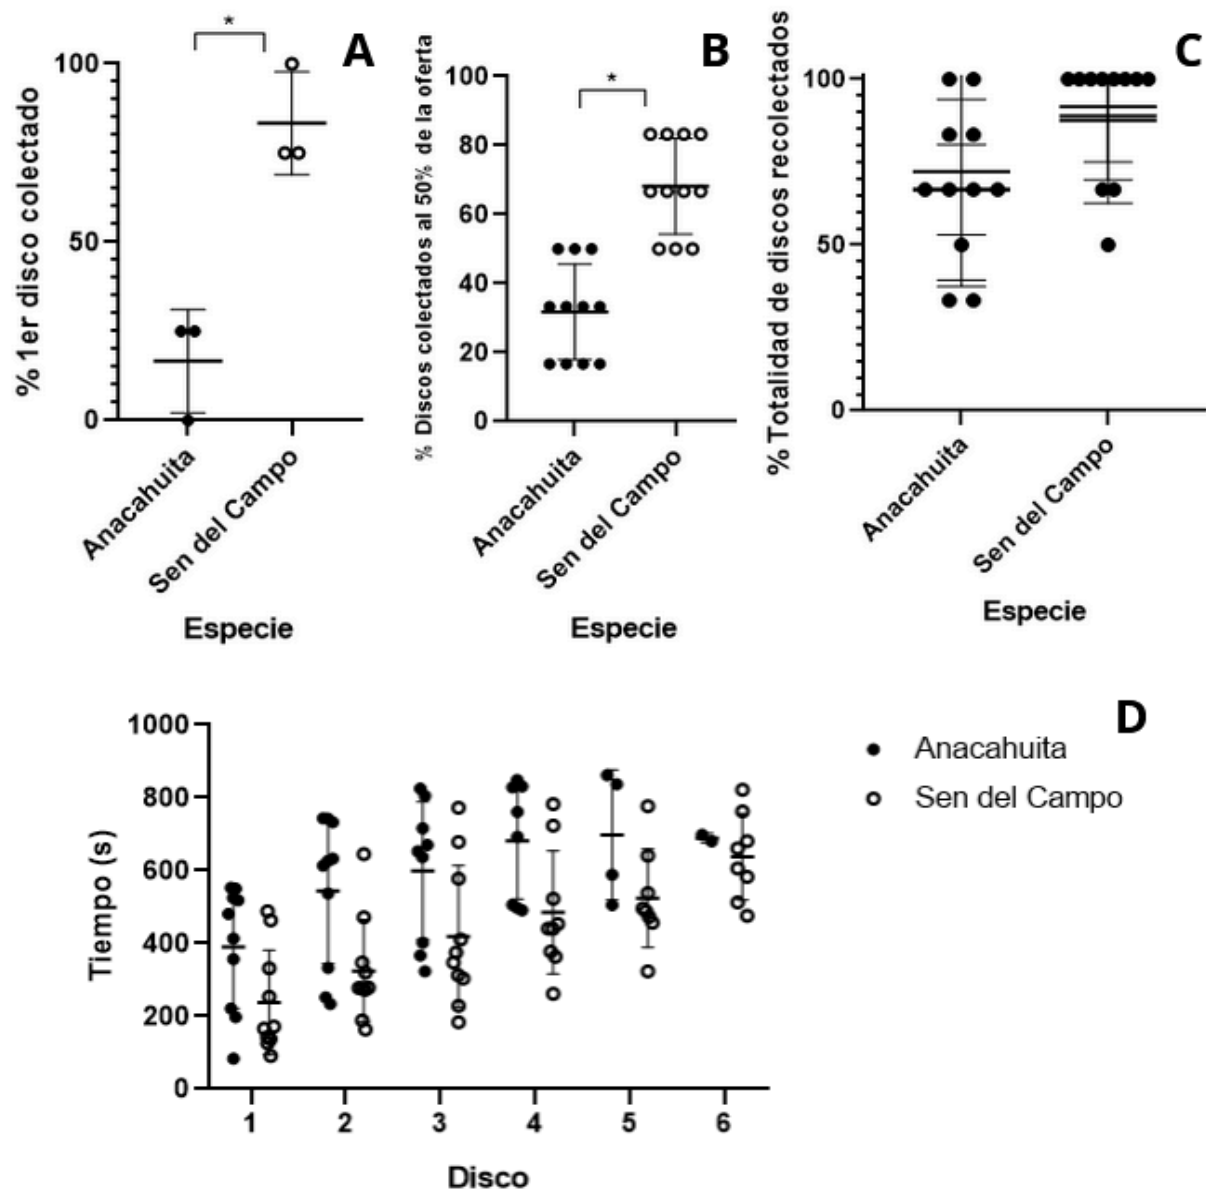 A
*
% 1er disco colectado
100
50
0
Anacahuita
Sen del Campo
Especie
B
*
% Discos colectados al 50% de la oferta
100
80
60
40
20
0
Anacahuita
Sen del Campo
Especie
C
% Totalidad de discos recolectados
100
50
0
Anacahuita
Sen del Campo
Especie
D
Tiempo (s)
1000
800
600
400
200
0
1 2 3 4 5 6
Disco
Anacahuita
Sen del Campo